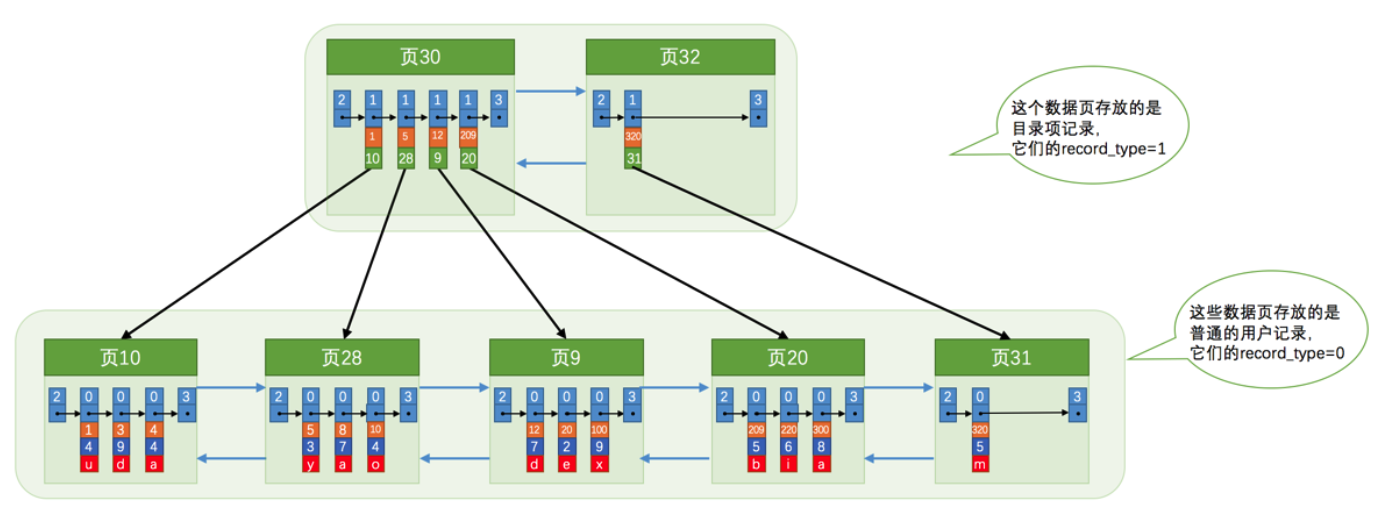 页30 页32
2 1 1 1 1 3 2 1 3
1 5 12 209 320
10 28 9 20 31
这个数据页存放的是
目录项记录,
它们的record_type=1
这些数据页存放的是
普通的用户记录,
它们的record_type=0
页10 页28 页9 页20 页31
2 0 0 0 3 2 0 0 0 3 2 0 0 0 3 2 0 0 0 3 2 0 3
1 3 4 5 8 10 12 20 100 209 220 300 320
4 9 4 3 7 4 7 2 9 5 6 8 5
u d a y a o d e x b i a m